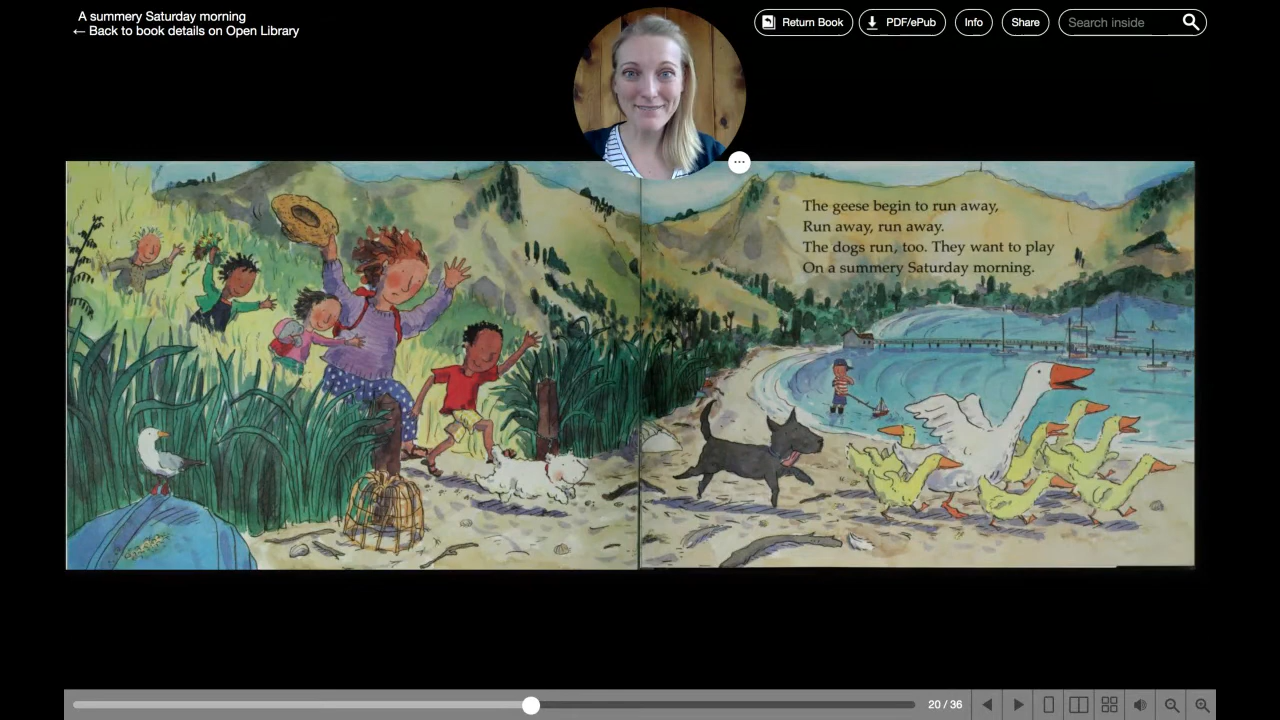 A summery Saturday morning
← Back to book details on Open Library
Return Book
PDF/ePub
Info
Share
Search inside
The geese begin to run away,
Run away, run away.
The dogs run, too. They want to play
On a summery Saturday morning.
20 / 36